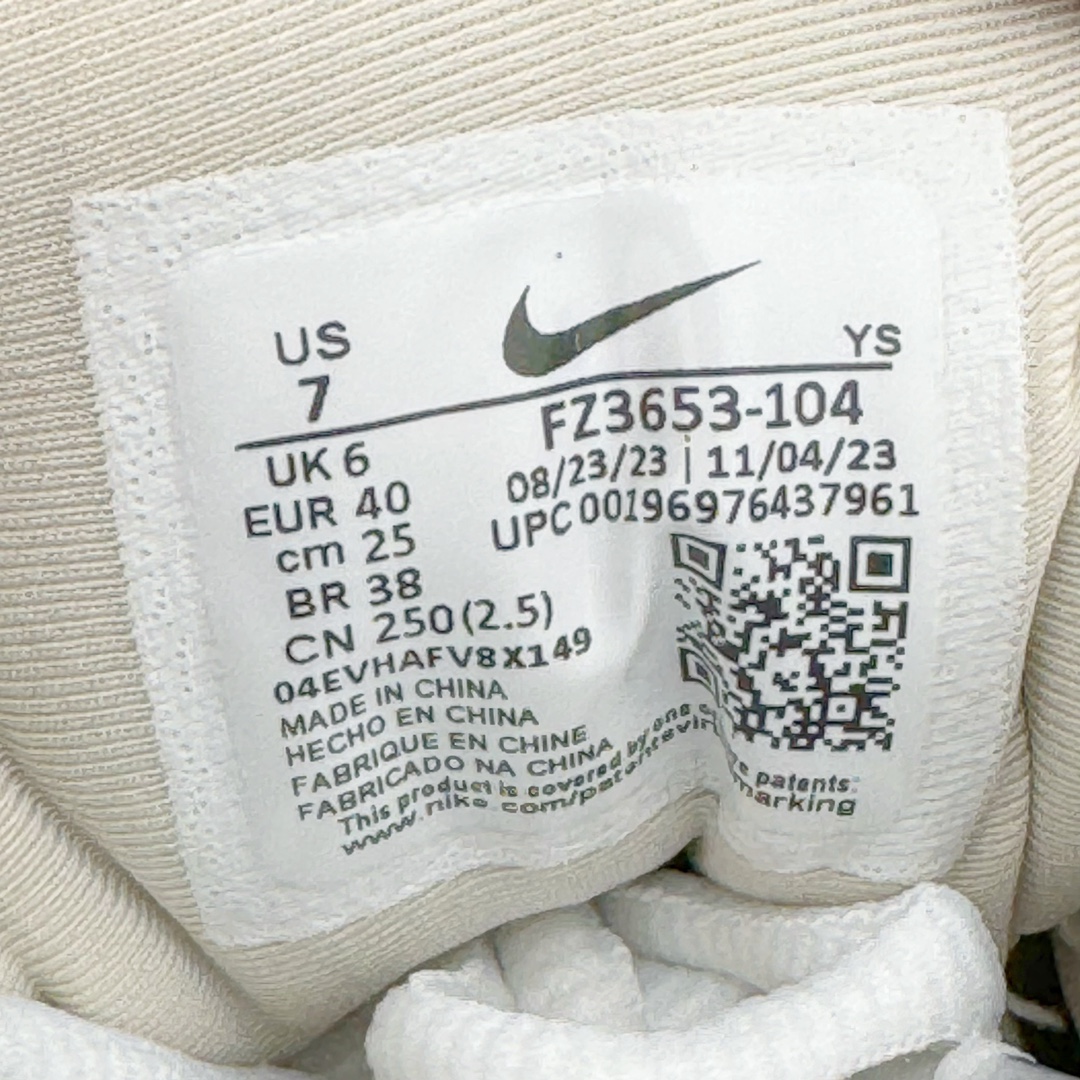 US
7
YS
UK 6
EUR 40
cm 25
BR 38
CN 250(2.5)
FZ3653-104
08/23/23 | 11/04/23
UPC 00196976437961
04EVHAFV8X149
MADE IN CHINA
HECHO EN CHINA
FABRIQUE EN CHINE
FABRICADO NA CHINA
This product is covered by one patents:
www.nike.com/patent marking